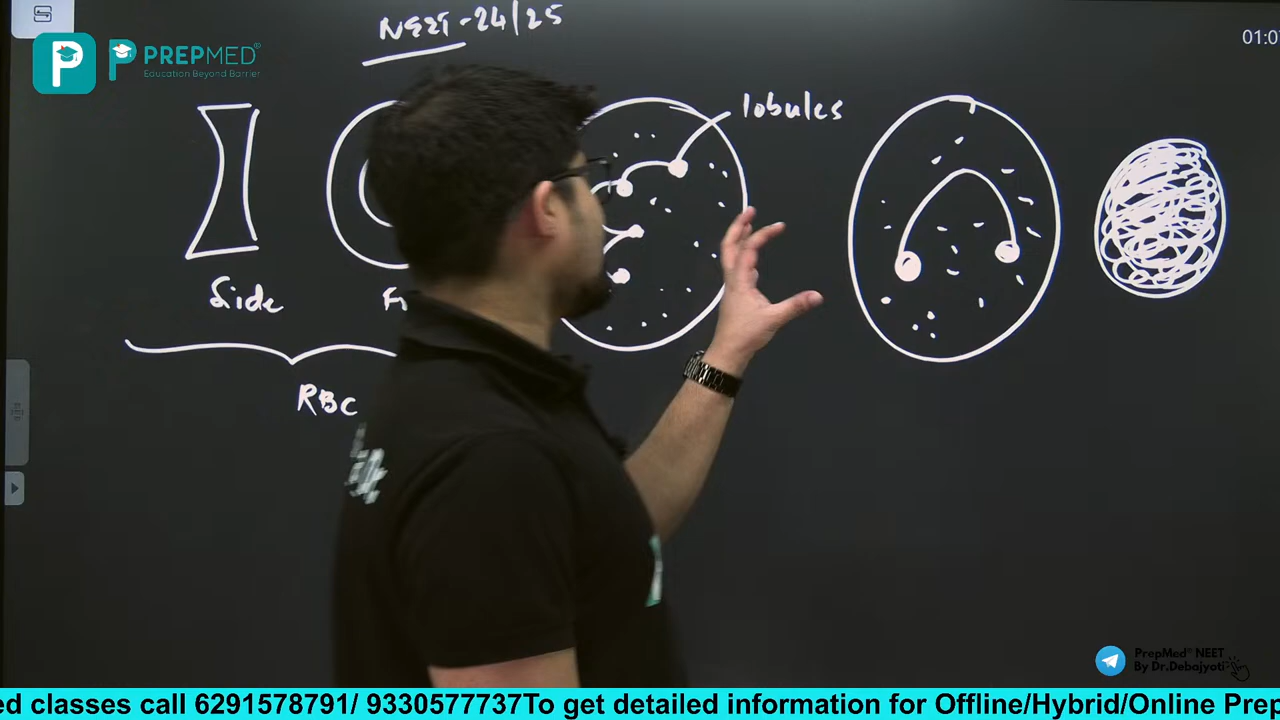 NEET-24/25
01:0
PREPMED®
Education Beyond Barrier
lobules
Side
RBC
PrepMed® NEET
By Dr.Debajyoti
ed classes call 6291578791/ 9330577737To get detailed information for Offline/Hybrid/Online Prep